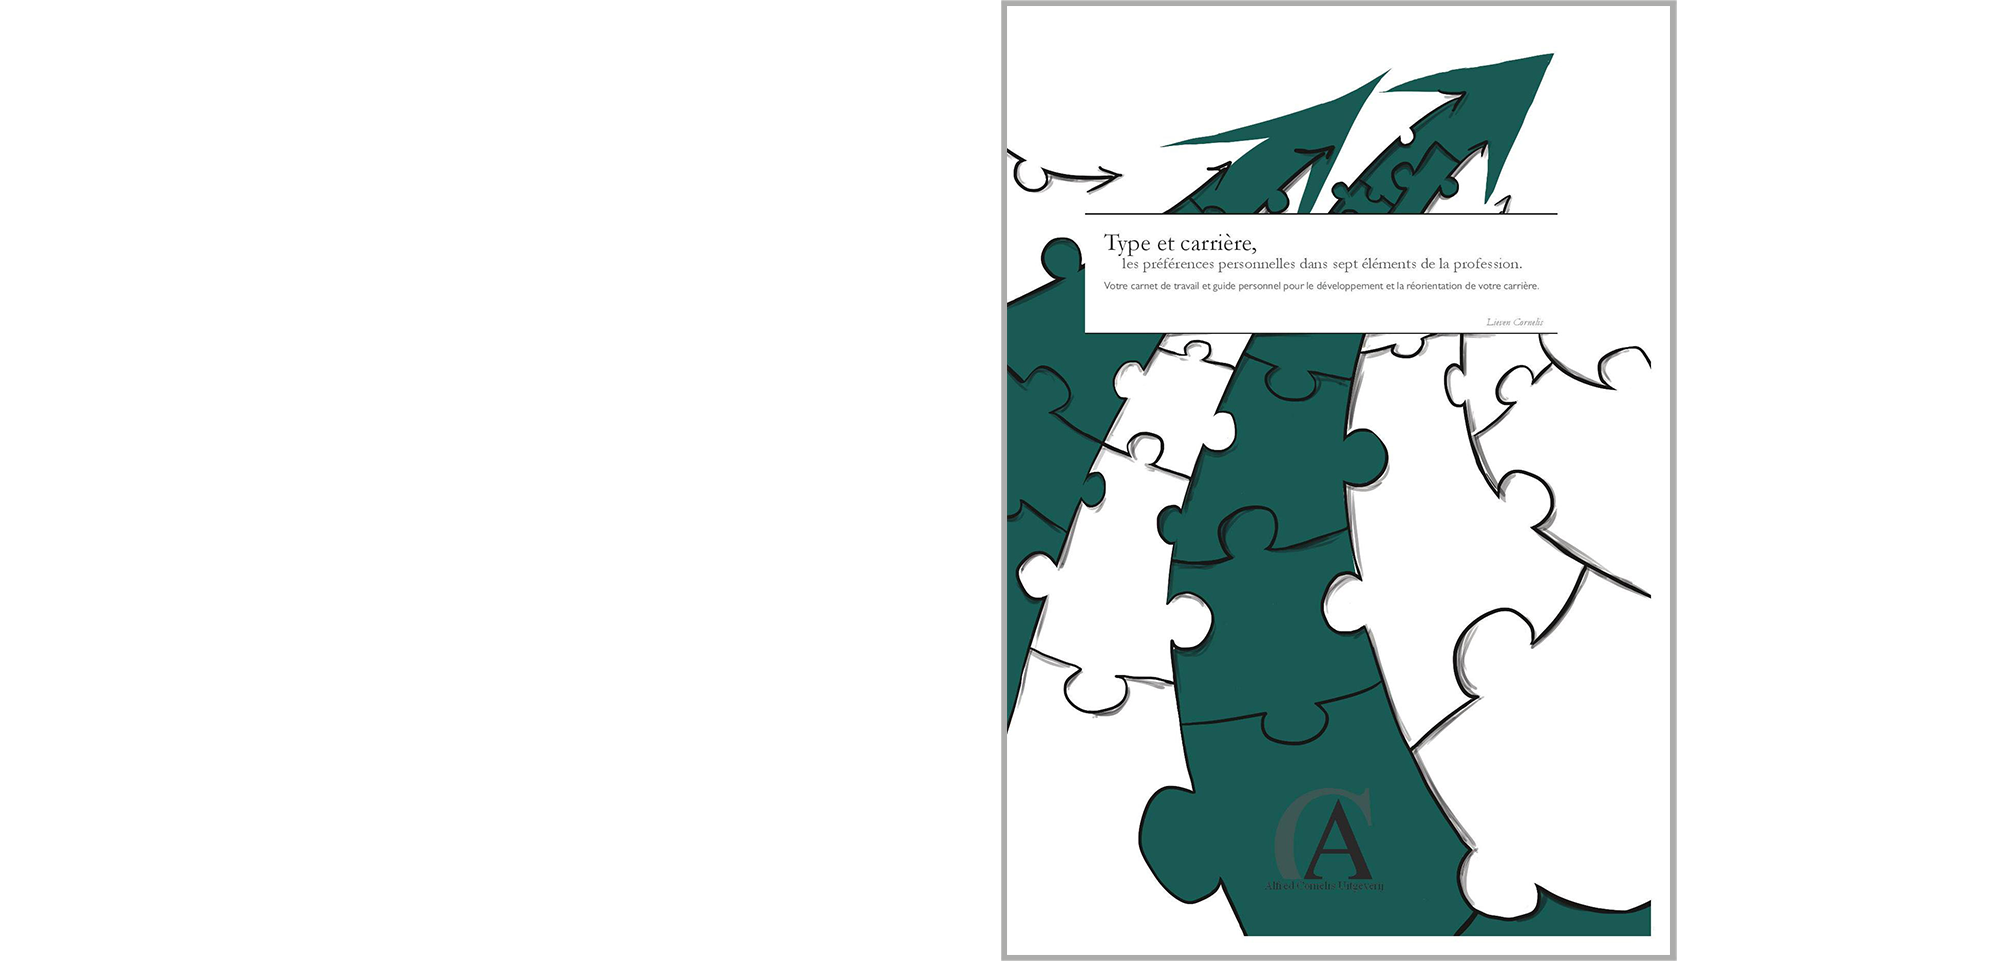 Type et carrière,
les préférences personnelles dans sept éléments de la profession.
Votre carnet de travail et guide personnel pour le développement et la réorientation de votre carrière.
Lieven Cornelis
CA
Alfred Cornelis Uitgeverij